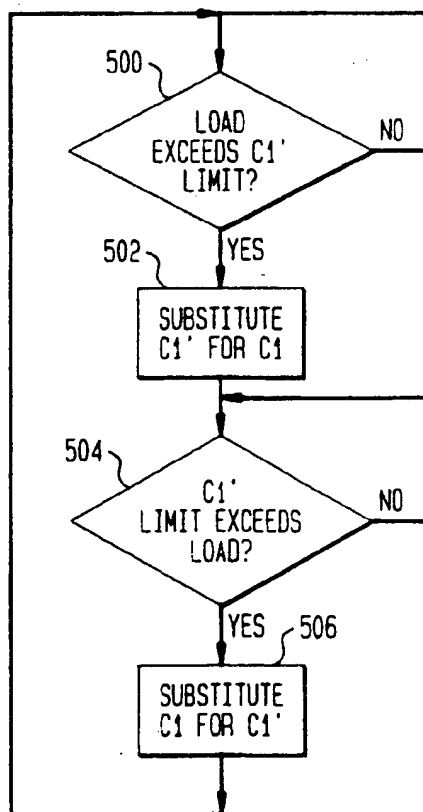 500
LOAD
EXCEEDS C1'
LIMIT?
NO
YES
502
SUBSTITUTE
C1' FOR C1
504
C1'
LIMIT EXCEEDS
LOAD?
NO
YES
506
SUBSTITUTE
C1 FOR C1'